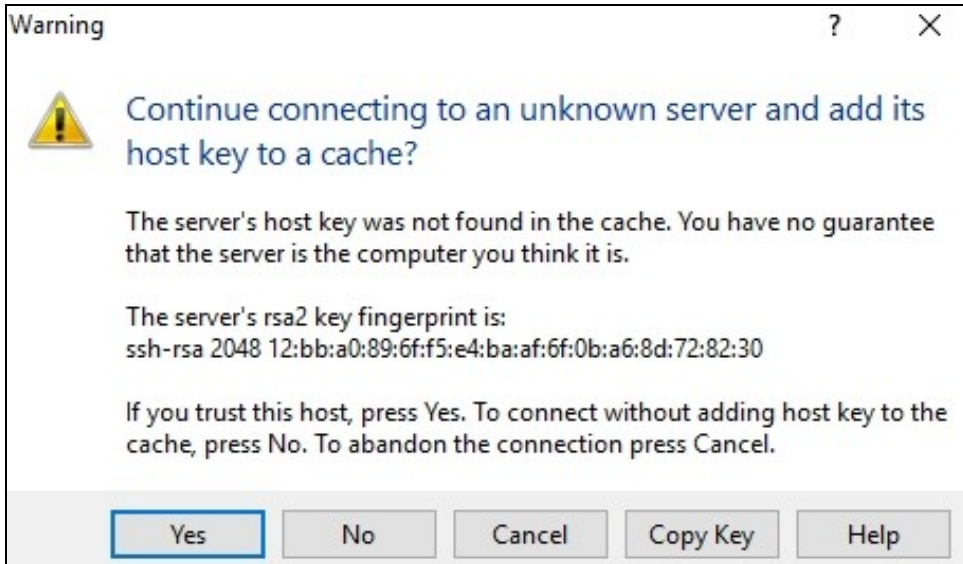 Warning
Continue connecting to an unknown server and add its
host key to a cache?
The server's host key was not found in the cache. You have no guarantee
that the server is the computer you think it is.
The server's rsa2 key fingerprint is:
ssh-rsa 2048 12:bb:a0:89:6f:f5:e4:ba:af:6f:0b:a6:8d:72:82:30
If you trust this host, press Yes. To connect without adding host key to the
cache, press No. To abandon the connection press Cancel.
Yes No Cancel Copy Key Help